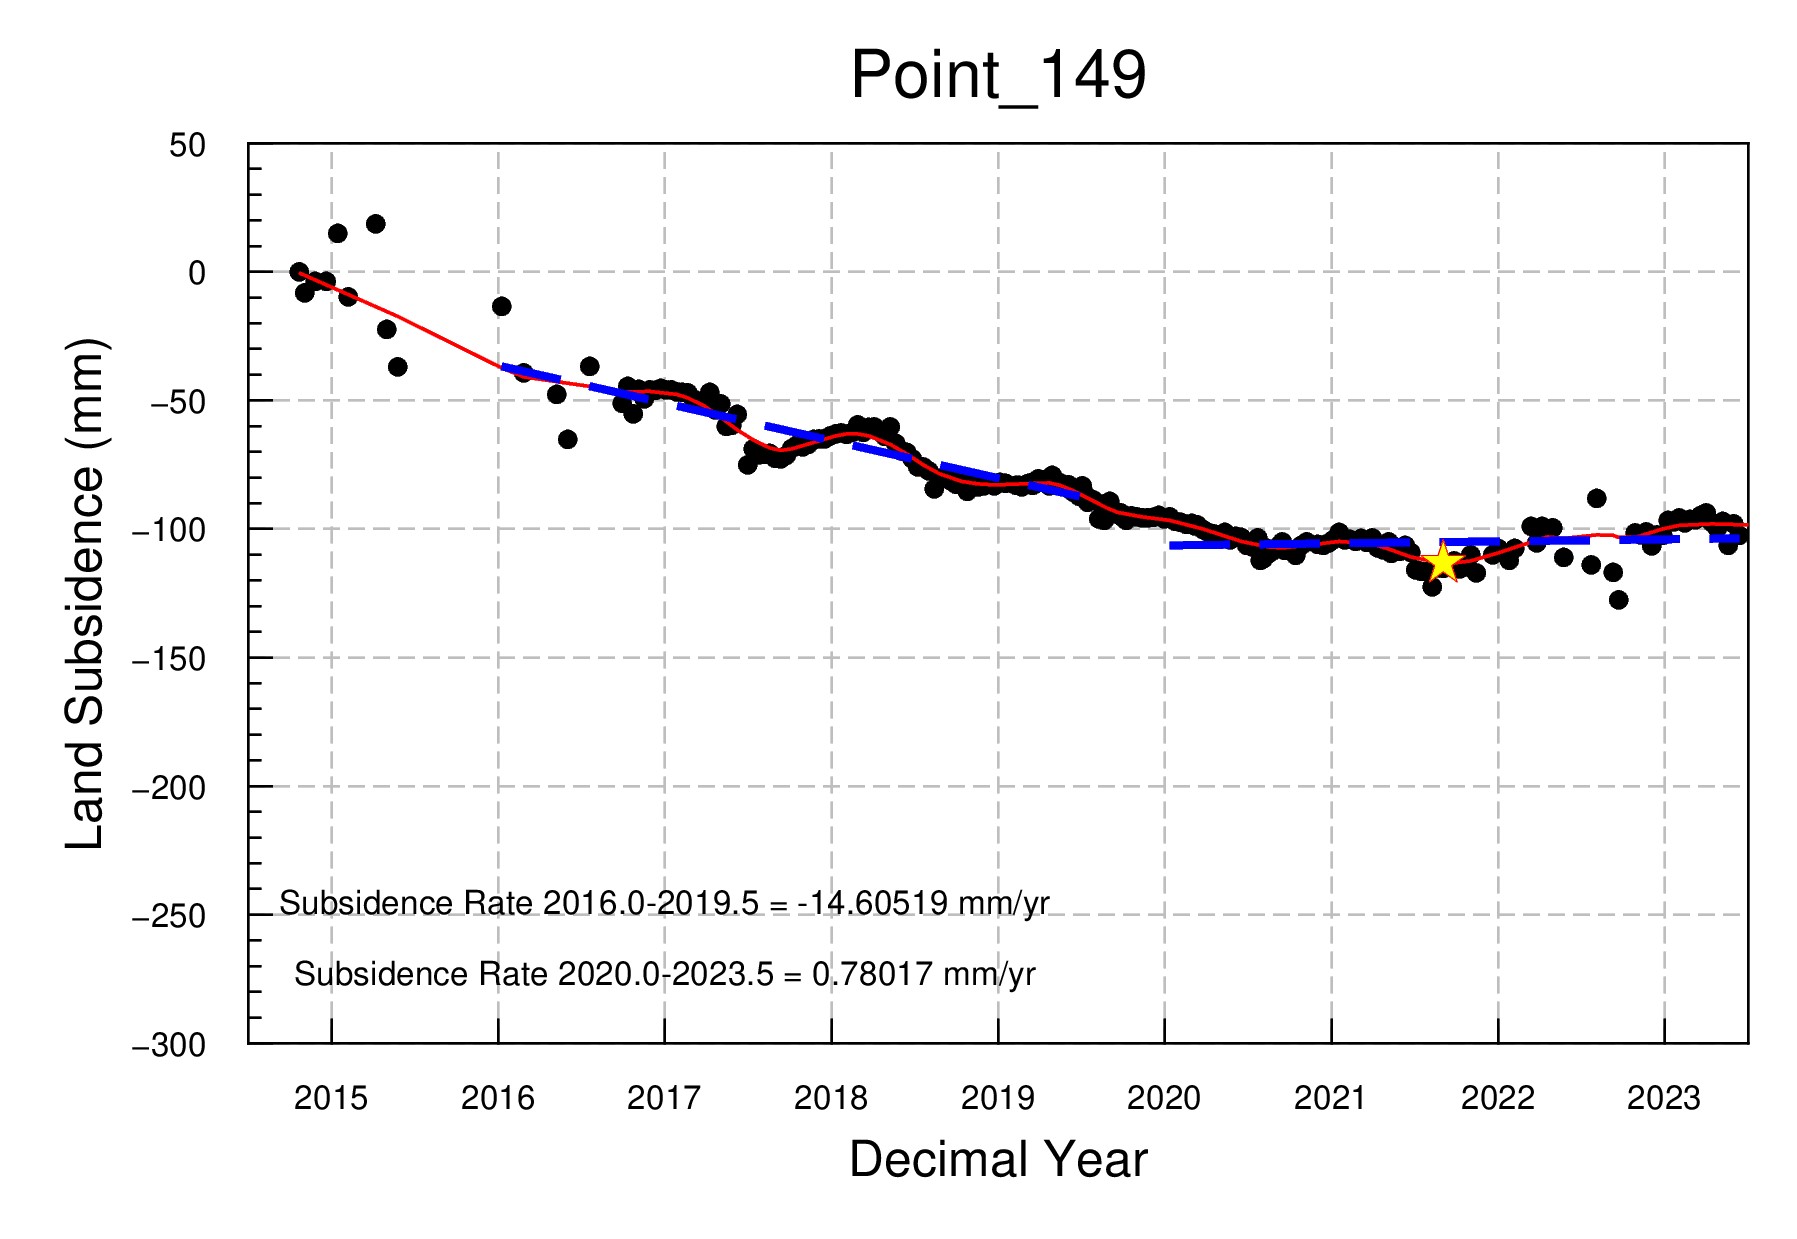 Point_149
50
0
−50
−100
−150
−200
−250
−300
Land Subsidence (mm)
Subsidence Rate 2016.0-2019.5 = -14.60519 mm/yr
Subsidence Rate 2020.0-2023.5 = 0.78017 mm/yr
2015 2016 2017 2018 2019 2020 2021 2022 2023
Decimal Year